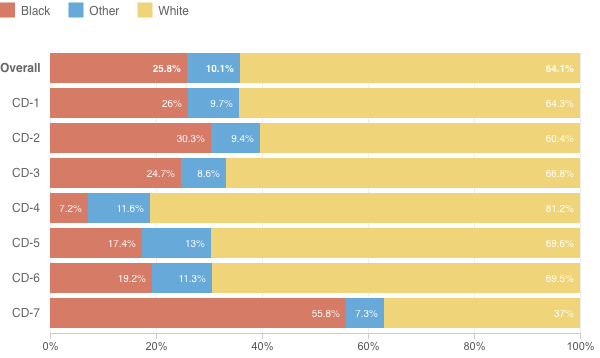 Black Other White
Overall 25.8% 10.1% 64.1%
CD-1 26% 9.7% 64.3%
CD-2 30.3% 9.4% 60.4%
CD-3 24.7% 8.6% 66.8%
CD-4 7.2% 11.6% 81.2%
CD-5 17.4% 13% 69.6%
CD-6 19.2% 11.3% 69.5%
CD-7 55.8% 7.3% 37%
0% 20% 40% 60% 80% 100%